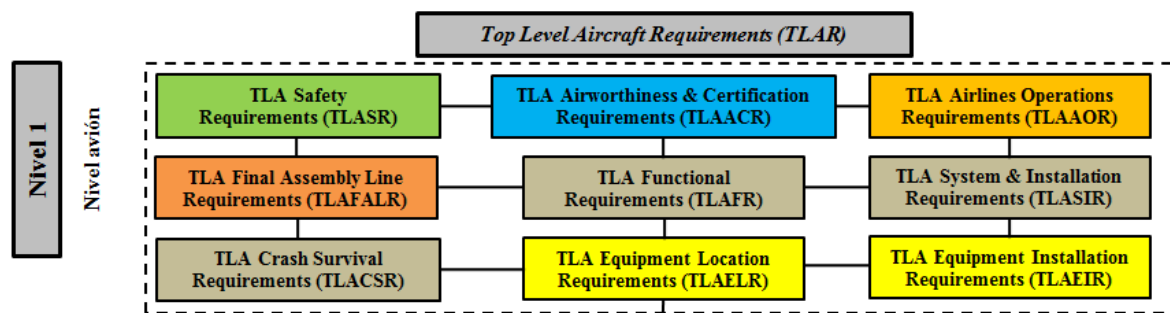 Top Level Aircraft Requirements (TLAR)
Nivel 1
Nivel avión
TLA Safety
Requirements (TLASR)
TLA Airworthiness & Certification
Requirements (TLAACR)
TLA Airlines Operations
Requirements (TLAAOR)
TLA Final Assembly Line
Requirements (TLAFALR)
TLA Functional
Requirements (TLAFR)
TLA System & Installation
Requirements (TLASIR)
TLA Crash Survival
Requirements (TLACSR)
TLA Equipment Location
Requirements (TLAELR)
TLA Equipment Installation
Requirements (TLAEIR)